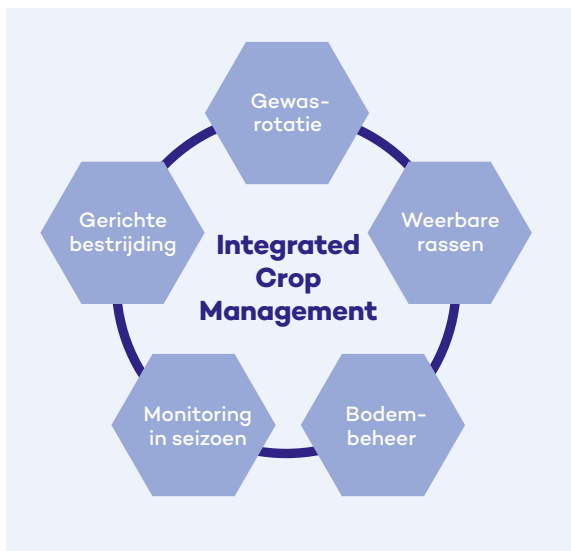 Gewas-
rotatie
Weerbare
rassen
Bodem-
beheer
Monitoring
in seizoen
Gerichte
bestrijding
Integrated
Crop
Management